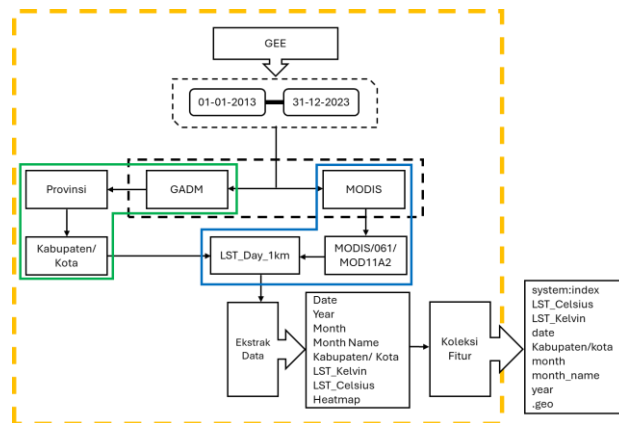 GEE
01-01-2013
31-12-2023
Provinsi
GADM
MODIS
Kabupaten/
Kota
LST_Day_1km
MODIS/061/
MOD11A2
Ekstrak
Data
Date
Year
Month
Month Name
Kabupaten/ Kota
LST_Kelvin
LST_Celsius
Heatmap
Koleksi
Fitur
system:index
LST_Celsius
LST_Kelvin
date
Kabupaten/kota
month
month_name
year
.geo